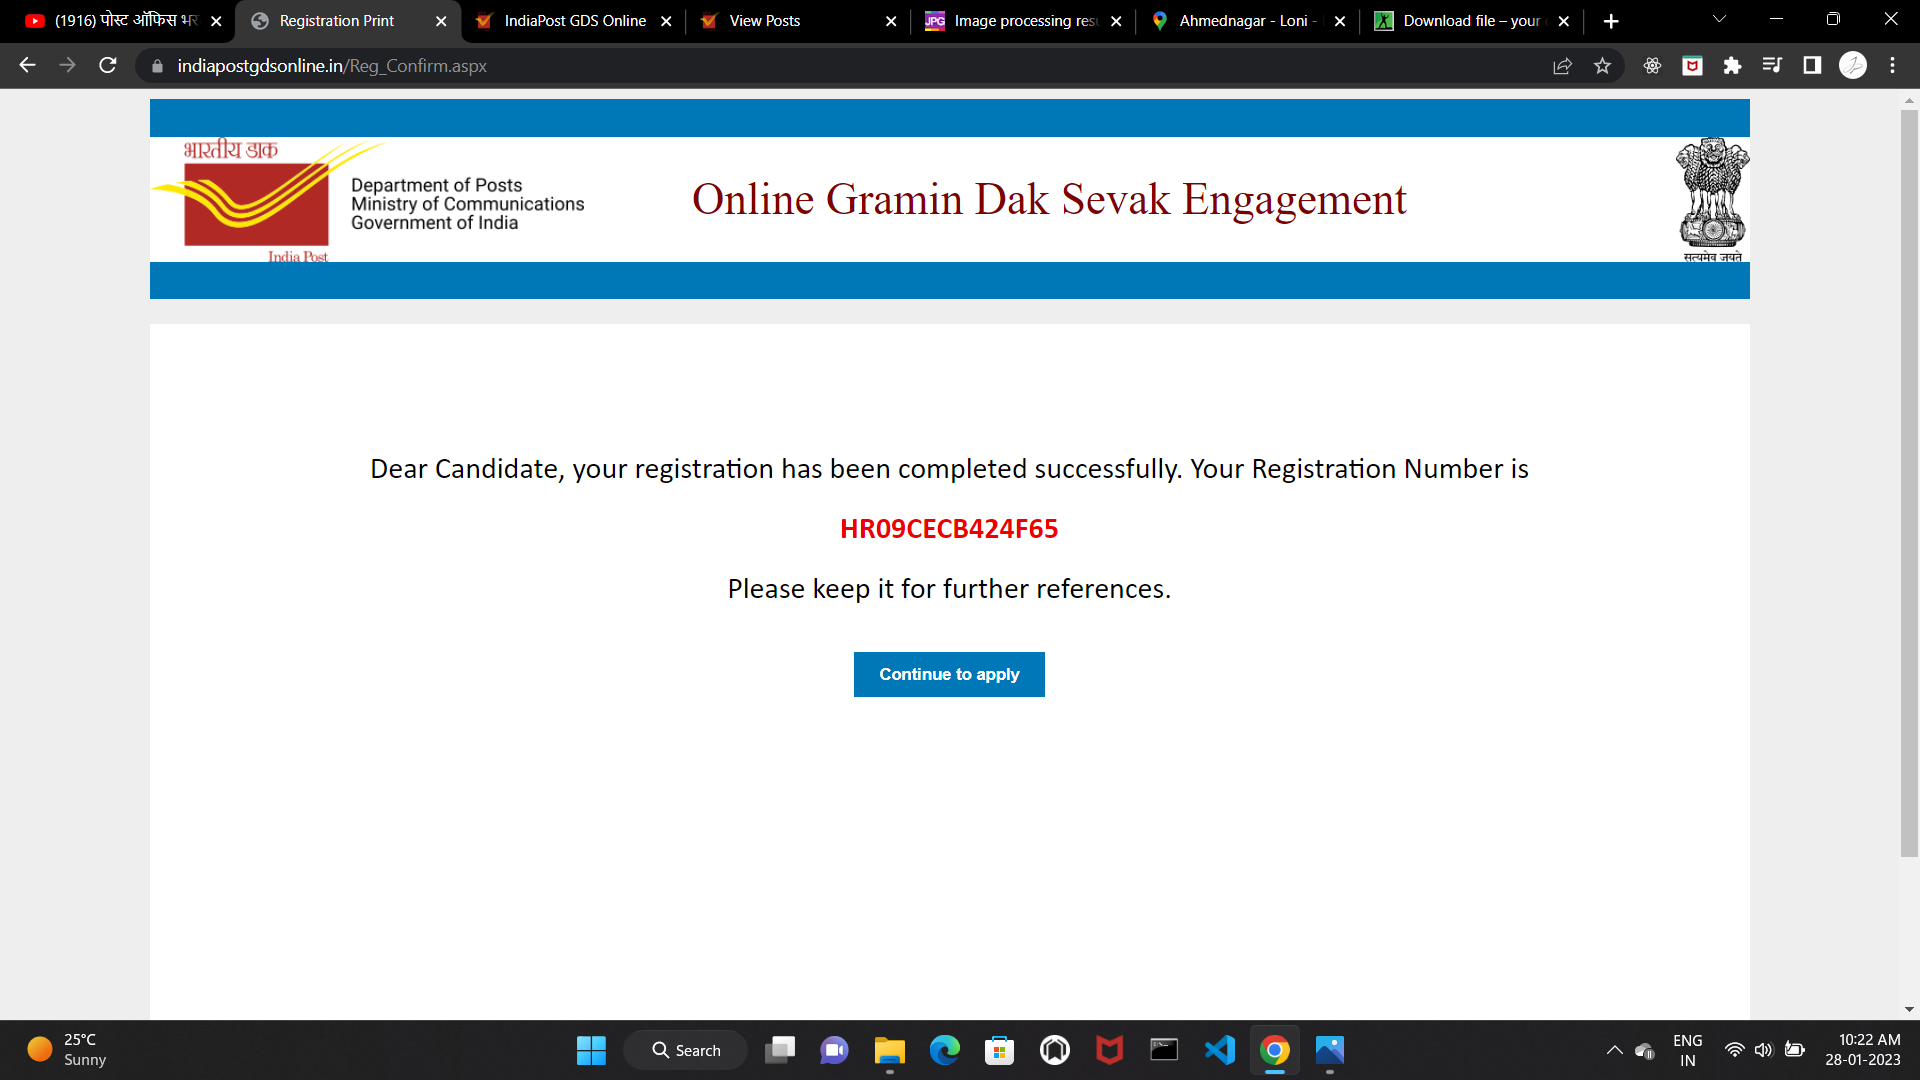 (1916) पोस्ट ऑफिस भर
Registration Print
IndiaPost GDS Online
View Posts
JPG
Image processing resu
Ahmednagar - Loni -
Download file – your
indiapostgdsonline.in/Reg_Confirm.aspx
भारतीय डाक
India Post
Department of Posts
Ministry of Communications
Government of India
Online Gramin Dak Sevak Engagement
सत्यमेव जयते
Dear Candidate, your registration has been completed successfully. Your Registration Number is
HR09CECB424F65
Please keep it for further references.
Continue to apply
25°C
Sunny
Search
ENG
IN
10:22 AM
28-01-2023